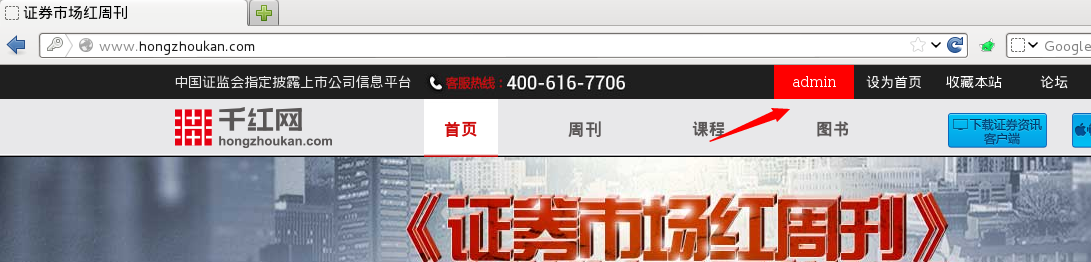 证券市场红周刊
www.hongzhoukan.com
Google
中国证监会指定披露上市公司信息平台 客服热线：400-616-7706 admin 设为首页 收藏本站 论坛
千红网
hongzhoukan.com
首页 周刊 课程 图书
下载证券资讯
客户端
《证券市场红周刊》